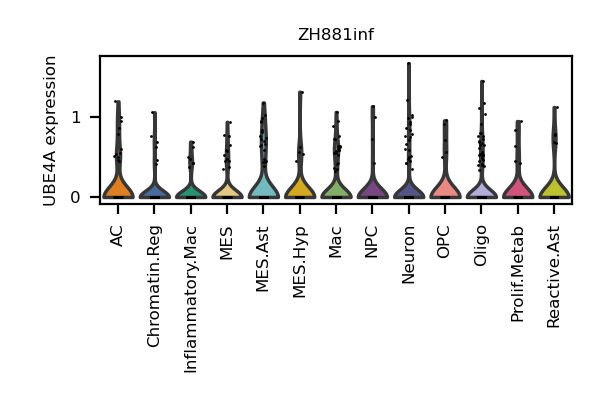 ZH881inf
UBE4A expression
1
0
AC
Chromatin.Reg
Inflammatory.Mac
MES
MES.Ast
MES.Hyp
Mac
NPC
Neuron
OPC
Oligo
Prolif.Metab
Reactive.Ast